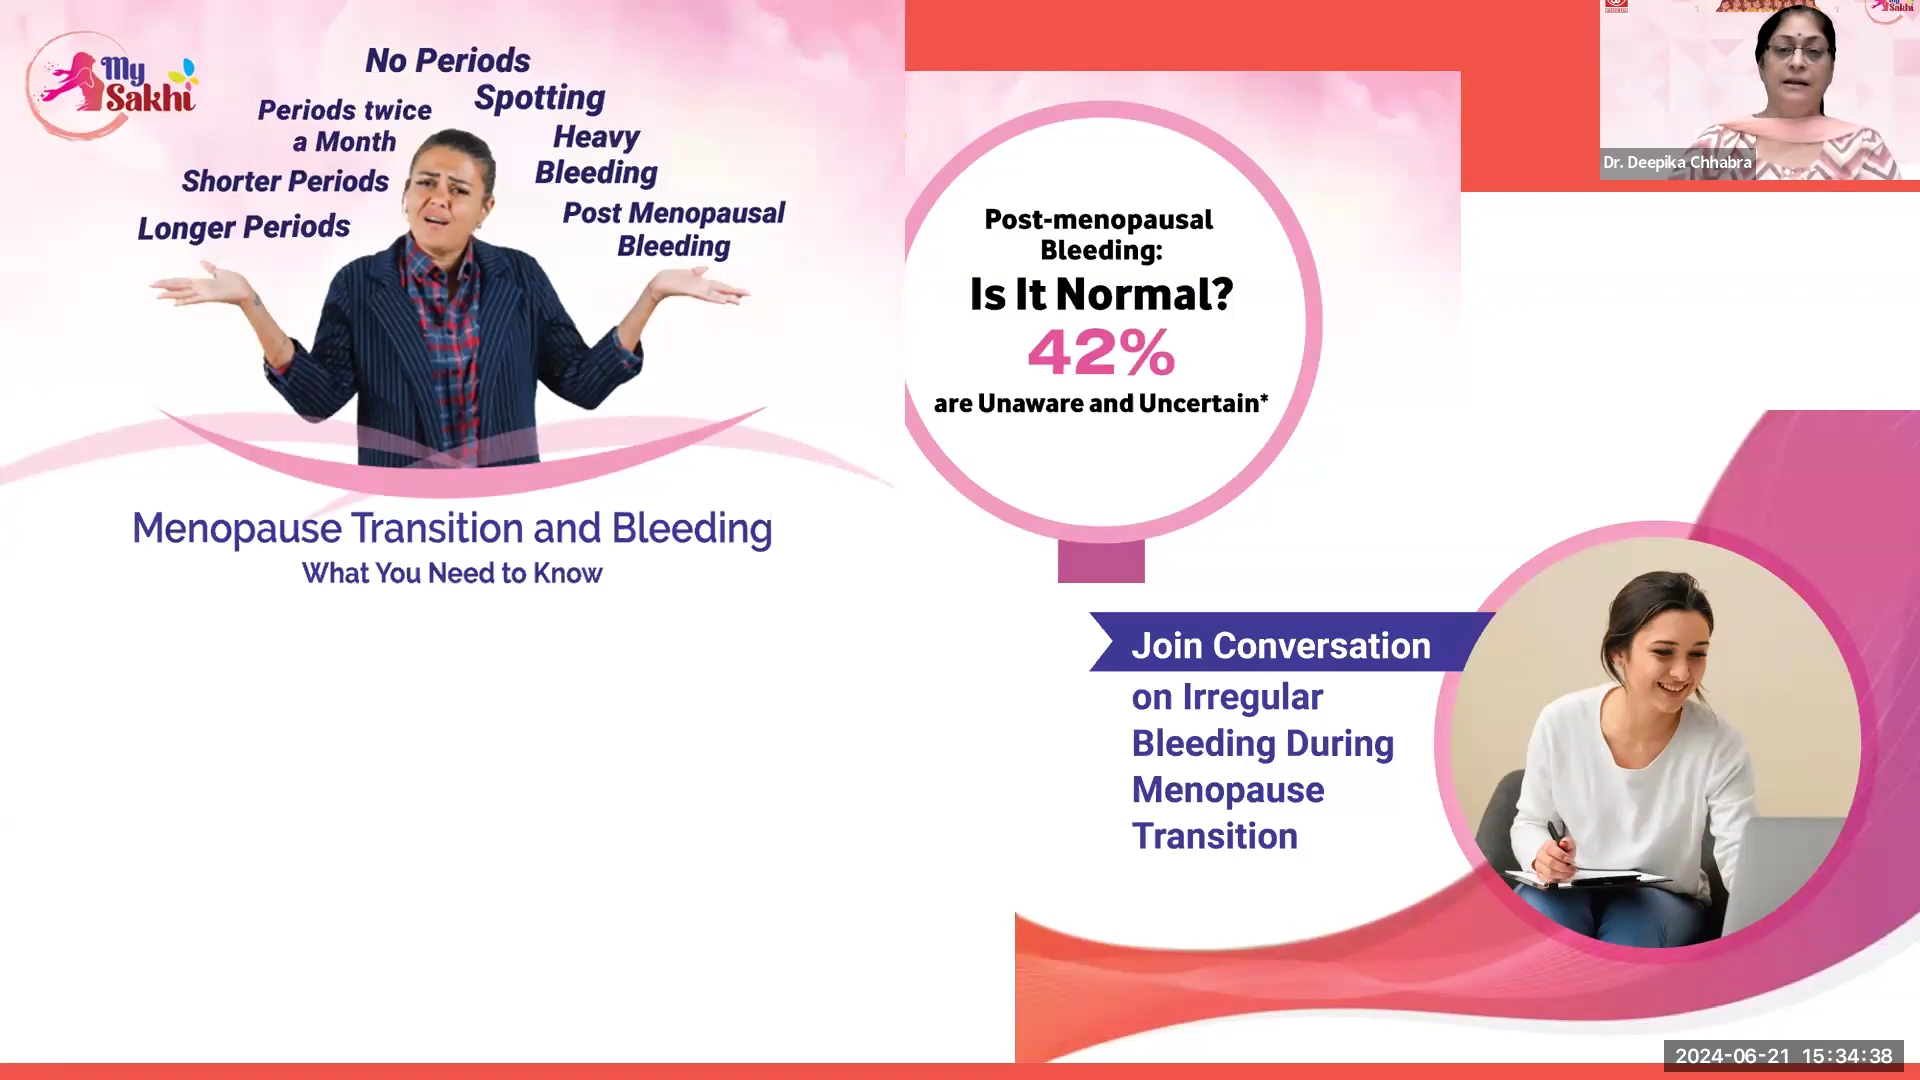 My
Sakhi
No Periods
Spotting
Periods twice
a Month
Heavy
Bleeding
Shorter Periods
Longer Periods
Post Menopausal
Bleeding
Menopause Transition and Bleeding
What You Need to Know
Post-menopausal
Bleeding:
Is It Normal?
42%
are Unaware and Uncertain*
Join Conversation
on Irregular
Bleeding During
Menopause
Transition
Sakhi
Dr. Deepika Chhabra
2024-06-21 15:34:38